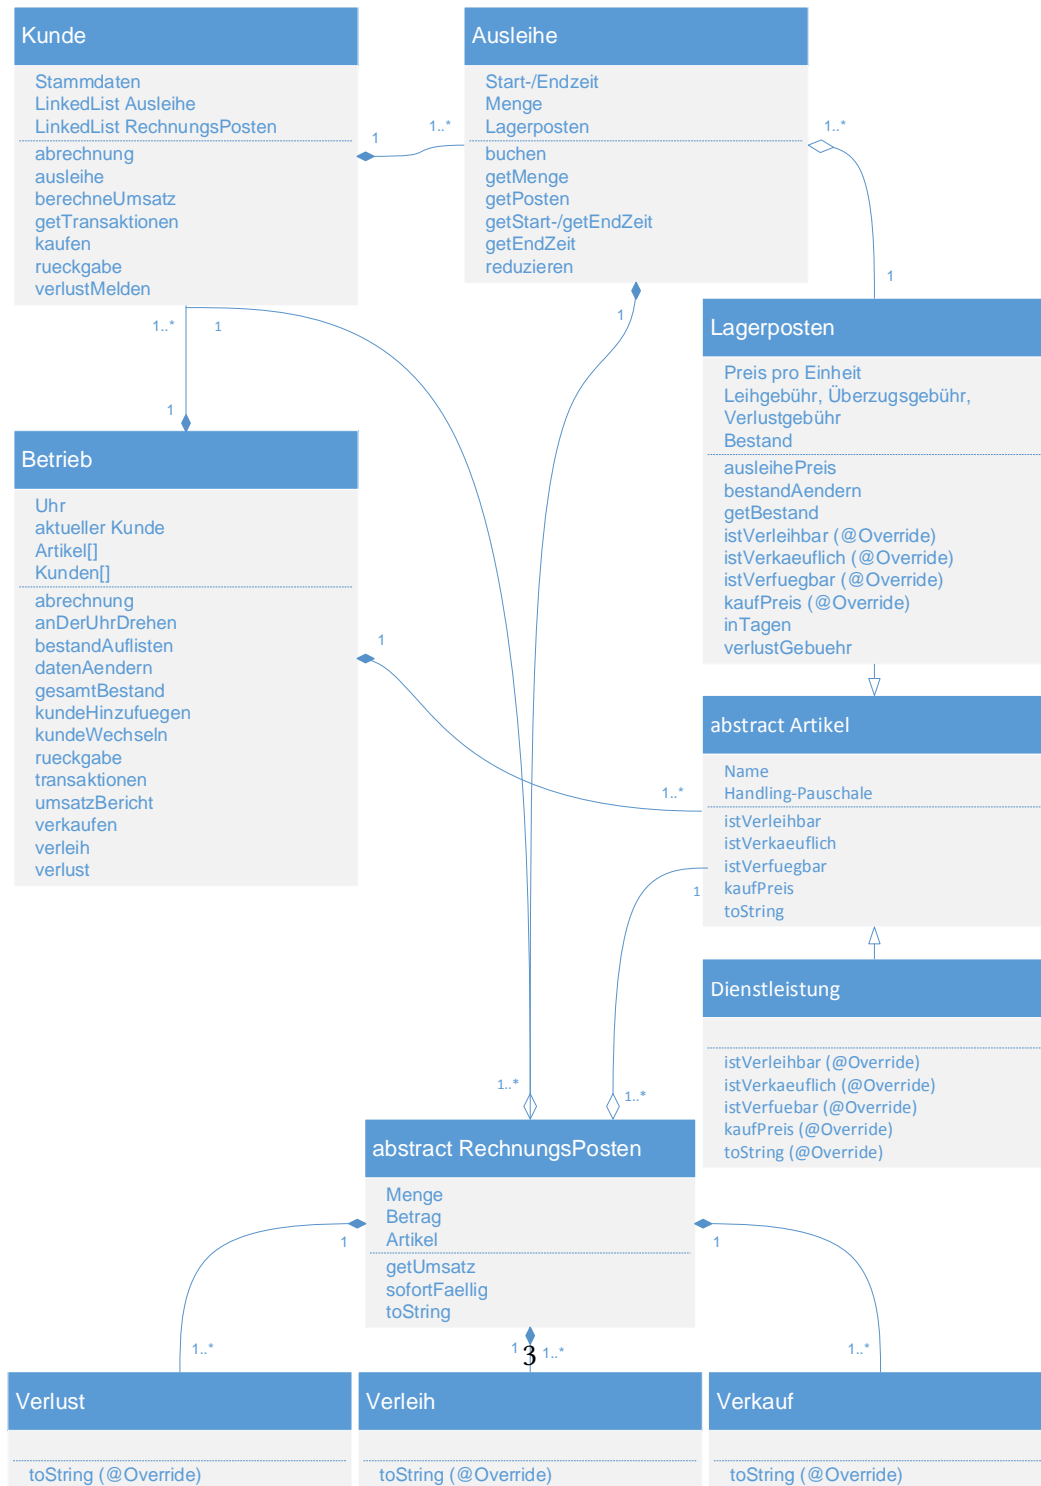 Kunde
Stammdaten
LinkedList Ausleihe
LinkedList RechnungsPosten
abrechnung
ausleihe
berechneUmsatz
getTransaktionen
kaufen
rueckgabe
verlustMelden
1
1..*
Ausleihe
Start-/Endzeit
Menge
Lagerposten
buchen
getMenge
getPosten
getStart-/getEndZeit
getEndZeit
reduzieren
1..*
1
1
1..*
1
1
Lagerposten
Preis pro Einheit
Leihgebühr, Überzugsgebühr,
Verlustgebühr
Bestand
ausleihePreis
bestandAendern
getBestand
istVerleihbar (@Override)
istVerkaeuflich (@Override)
istVerfuegbar (@Override)
kaufPreis (@Override)
inTagen
verlustGebuehr
Betrieb
Uhr
aktueller Kunde
Artikel[]
Kunden[]
abrechnung
anDerUhrDrehen
bestandAuflisten
datenAendern
gesamtBestand
kundeHinzufuegen
kundeWechseln
rueckgabe
transaktionen
umsatzBericht
verkaufen
verleih
verlust
1
1..*
abstract Artikel
Name
Handling-Pauschale
istVerleihbar
istVerkaeuflich
istVerfuegbar
kaufPreis
toString
1
Dienstleistung
istVerleihbar (@Override)
istVerkaeuflich (@Override)
istVerfuebar (@Override)
kaufPreis (@Override)
toString (@Override)
1..*
1..*
abstract RechnungsPosten
Menge
Betrag
Artikel
getUmsatz
sofortFaellig
toString
1
1
1..*
1
3
1..*
1..*
Verlust
toString (@Override)
Verleih
toString (@Override)
Verkauf
toString (@Override)